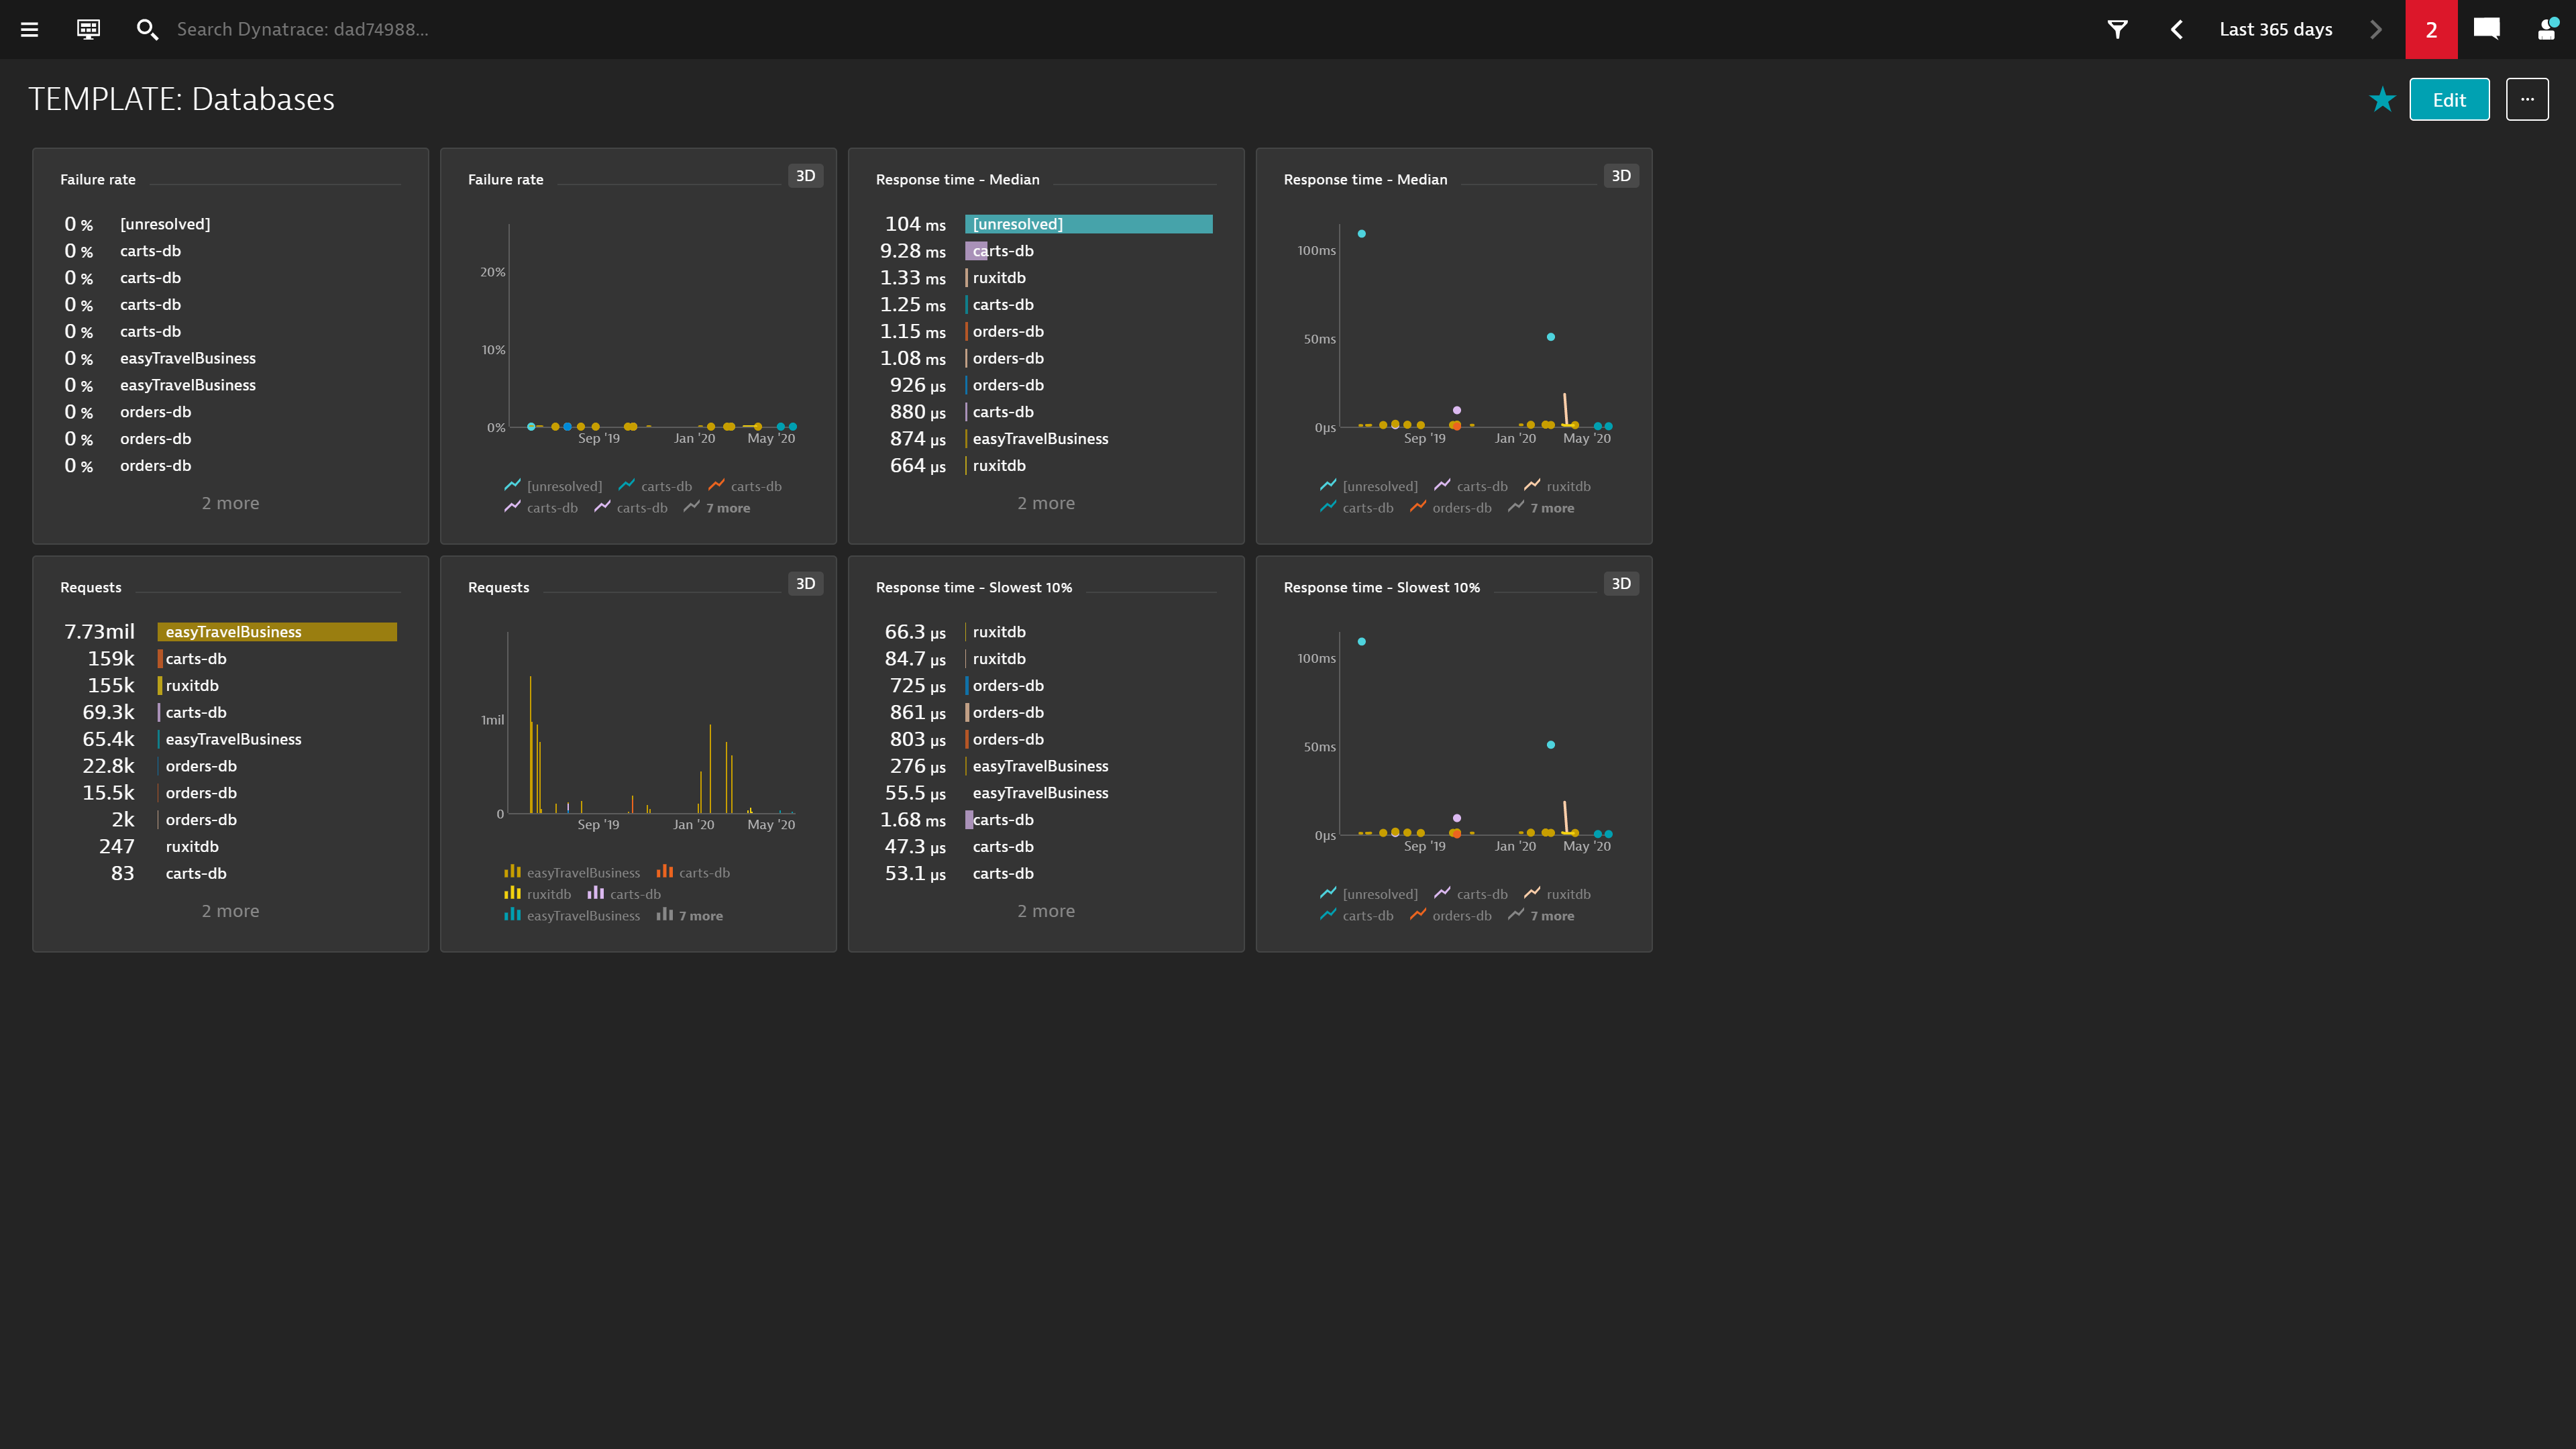 Search Dynatrace: dad74988...
Last 365 days
2
TEMPLATE: Databases
Edit
...
Failure rate
0 % [unresolved]
0 % carts-db
0 % carts-db
0 % carts-db
0 % carts-db
0 % easyTravelBusiness
0 % easyTravelBusiness
0 % orders-db
0 % orders-db
0 % orders-db
2 more
Failure rate
3D
20%
10%
0%
Sep '19 Jan '20 May '20
[unresolved] carts-db carts-db
carts-db carts-db 7 more
Response time - Median
104 ms [unresolved]
9.28 ms carts-db
1.33 ms ruxitdb
1.25 ms carts-db
1.15 ms orders-db
1.08 ms orders-db
926 µs orders-db
880 µs carts-db
874 µs easyTravelBusiness
664 µs ruxitdb
2 more
Response time - Median
3D
100ms
50ms
0µs
Sep '19 Jan '20 May '20
[unresolved] carts-db ruxitdb
carts-db orders-db 7 more
Requests
7.73mil easyTravelBusiness
159k carts-db
155k ruxitdb
69.3k carts-db
65.4k easyTravelBusiness
22.8k orders-db
15.5k orders-db
2k orders-db
247 ruxitdb
83 carts-db
2 more
Requests
3D
1mil
0
Sep '19 Jan '20 May '20
easyTravelBusiness carts-db
ruxitdb carts-db
easyTravelBusiness 7 more
Response time - Slowest 10%
66.3 µs ruxitdb
84.7 µs ruxitdb
725 µs orders-db
861 µs orders-db
803 µs orders-db
276 µs easyTravelBusiness
55.5 µs easyTravelBusiness
1.68 ms carts-db
47.3 µs carts-db
53.1 µs carts-db
2 more
Response time - Slowest 10%
3D
100ms
50ms
0µs
Sep '19 Jan '20 May '20
[unresolved] carts-db ruxitdb
carts-db orders-db 7 more